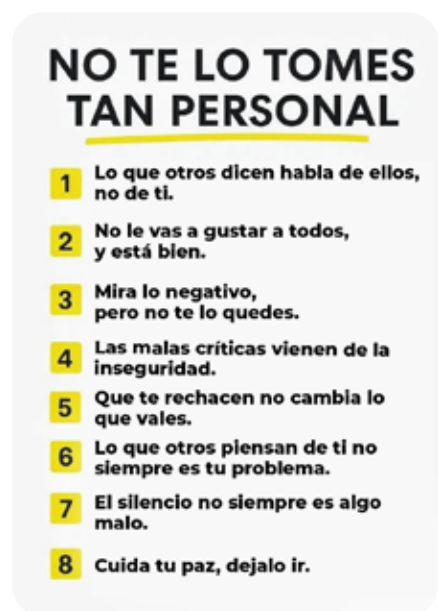 NO TE LO TOMES
TAN PERSONAL
1 Lo que otros dicen habla de ellos,
no de ti.
2 No le vas a gustar a todos,
y está bien.
3 Mira lo negativo,
pero no te lo quedes.
4 Las malas críticas vienen de la
inseguridad.
5 Que te rechacen no cambia lo
que vales.
6 Lo que otros piensan de ti no
siempre es tu problema.
7 El silencio no siempre es algo
malo.
8 Cuida tu paz, dejalo ir.